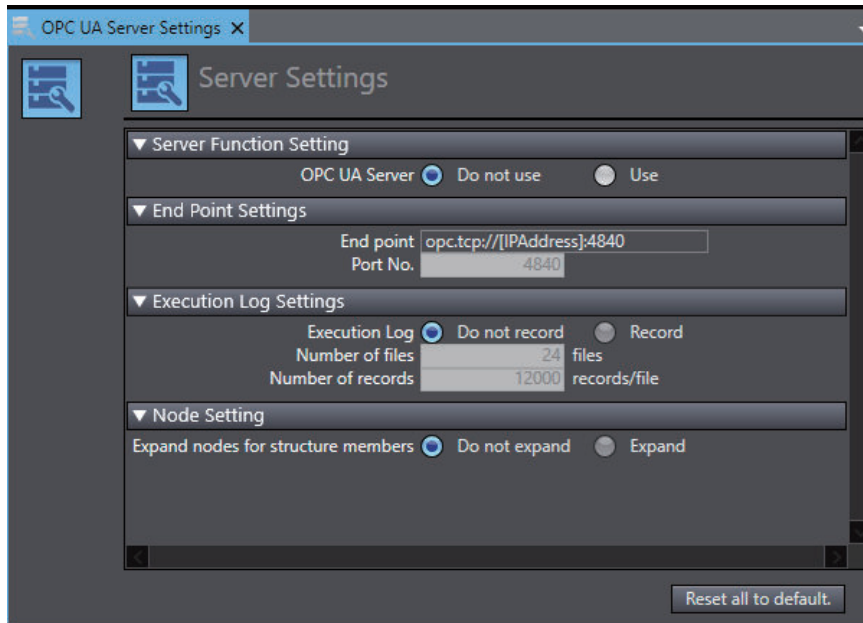 OPC UA Server Settings
Server Settings
Server Function Setting
OPC UA Server Do not use Use
End Point Settings
End point opc.tcp://[IPAddress]:4840
Port No. 4840
Execution Log Settings
Execution Log Do not record Record
Number of files 24 files
Number of records 12000 records/file
Node Setting
Expand nodes for structure members Do not expand Expand
Reset all to default.